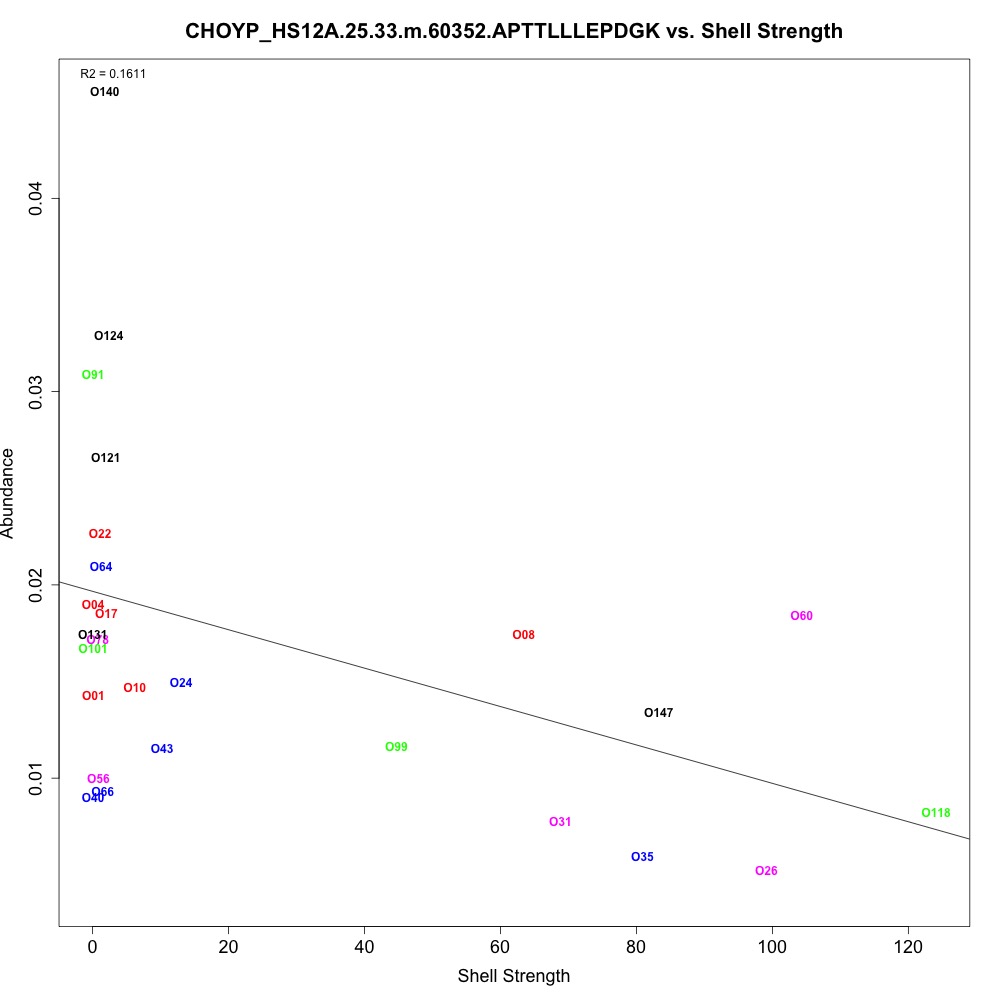 CHOYP_HS12A.25.33.m.60352.APTTLLLEPDGK vs. Shell Strength
R2 = 0.1611
O140
0.04
O124
O91
0.03
O121
Abundance
O22
O64
0.02
O04
O17
O60
O131
O08
O78
O101
O24
O10
O01
O147
O43
O99
0.01
O56
O66
O40
O118
O31
O35
O26
0 20 40 60 80 100 120
Shell Strength